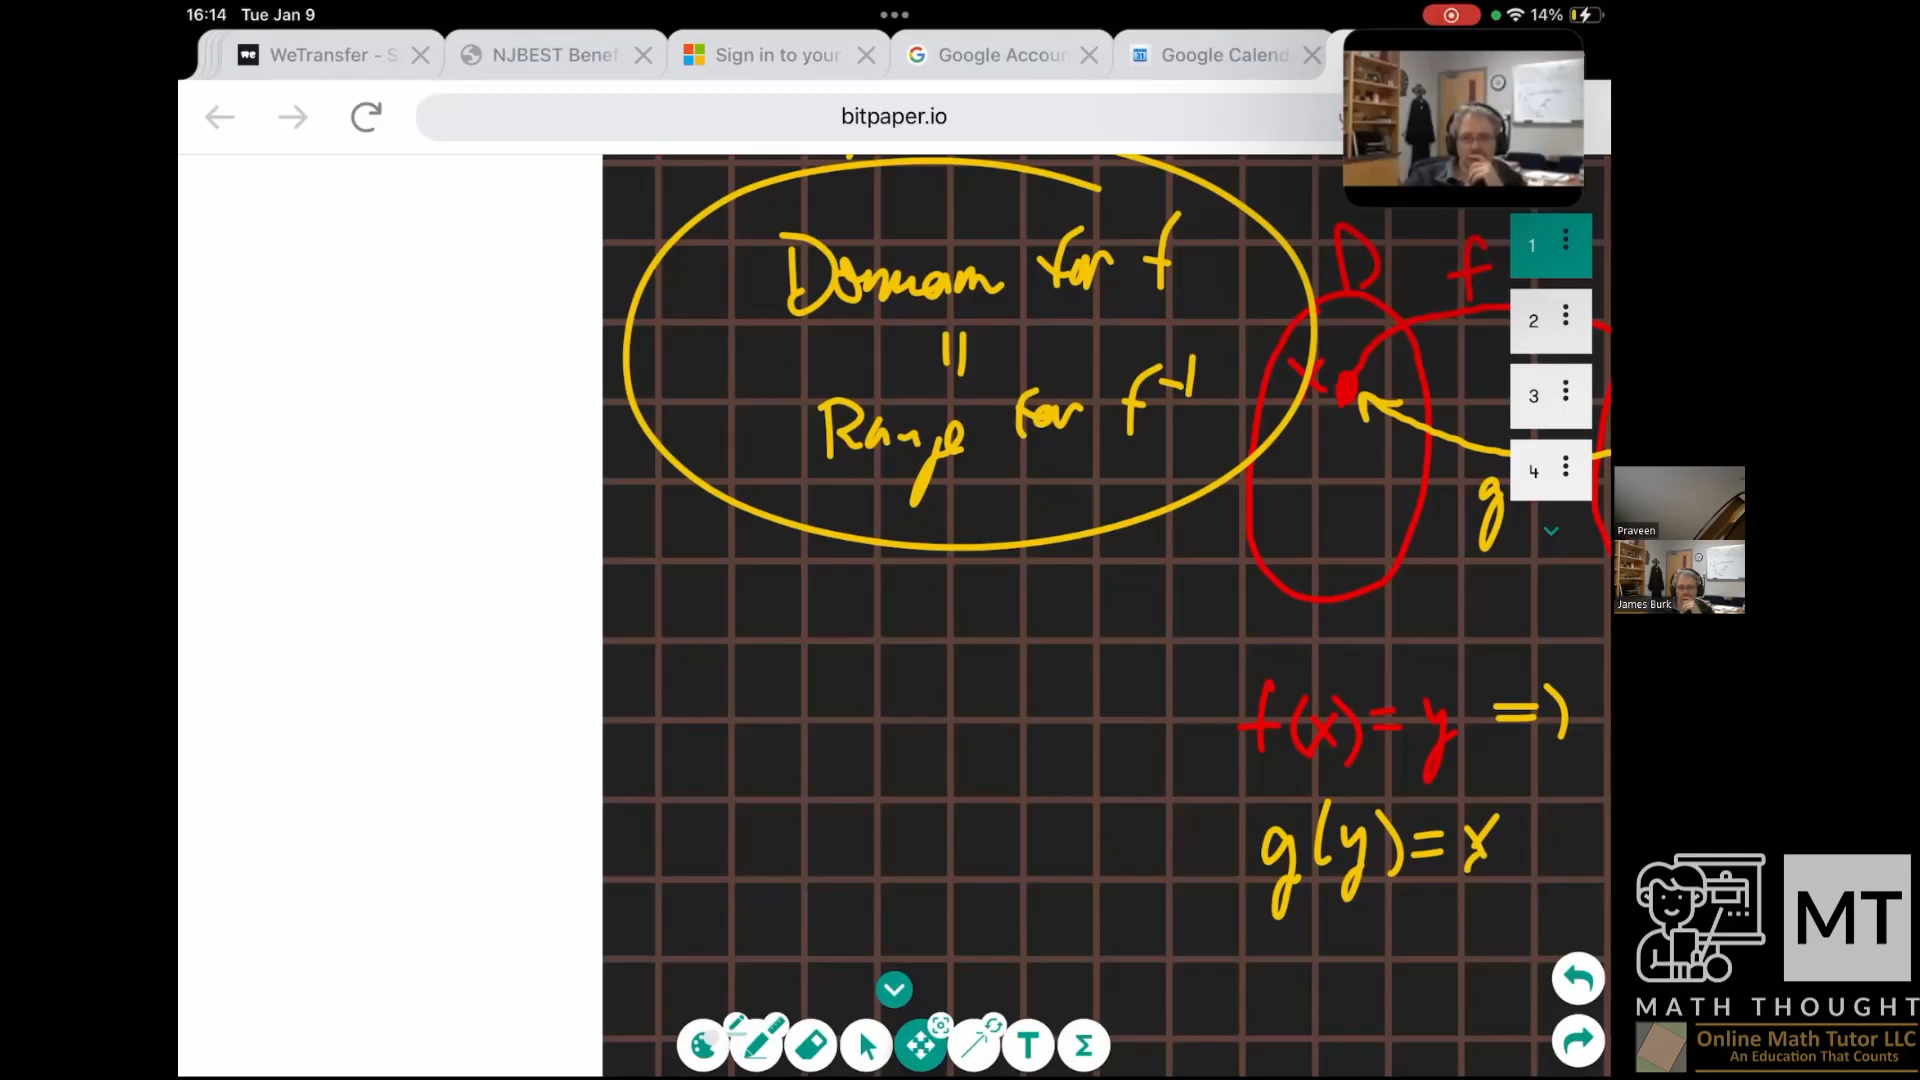 16:14 Tue Jan 9
14%
we WeTransfer - S
NJBEST Benef
Sign in to your
G Google Accoun
31 Google Calend
bitpaper.io
Domain for f
=
Range for f⁻¹
D f
x
g
1
2
3
4
Praveen
James Burk
f(x) = y =>
g(y) = x
T Σ
MT
MATH THOUGHT
Online Math Tutor LLC
An Education That Counts